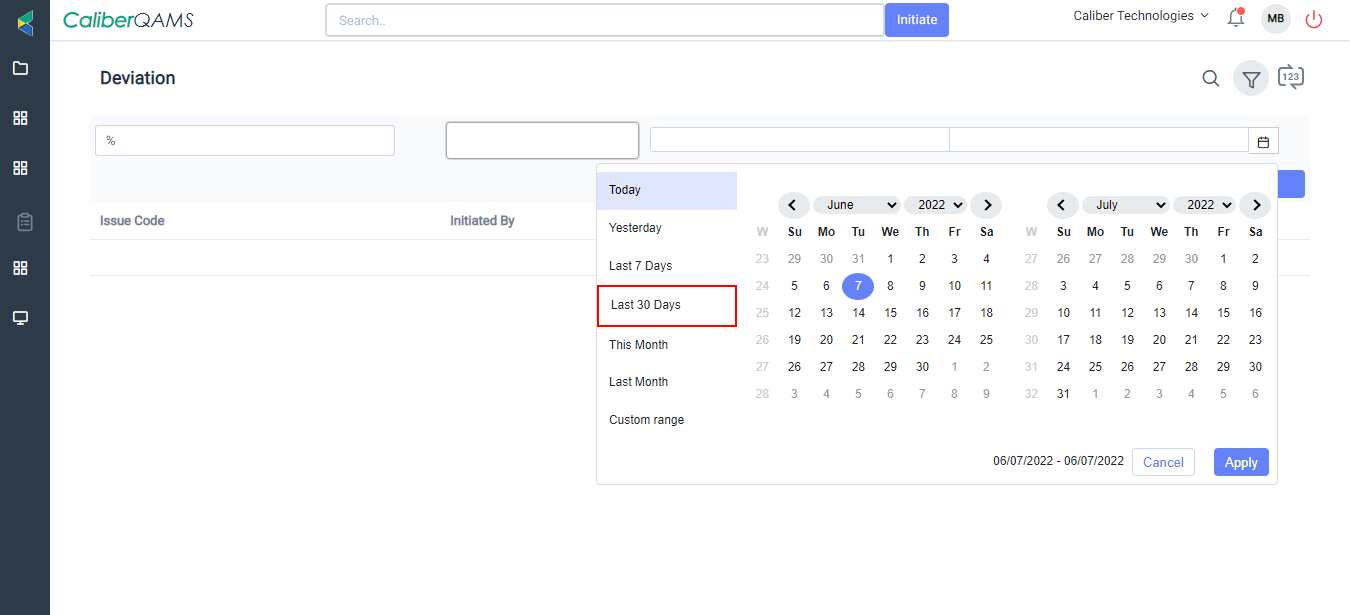 CaliberQAMS
Search..
Initiate
Caliber Technologies
MB
Deviation
123
%
Issue Code
Initiated By
Today
Yesterday
Last 7 Days
Last 30 Days
This Month
Last Month
Custom range
June 2022
W Su Mo Tu We Th Fr Sa
23 29 30 31 1 2 3 4
24 5 6 7 8 9 10 11
25 12 13 14 15 16 17 18
26 19 20 21 22 23 24 25
27 26 27 28 29 30 1 2
28 3 4 5 6 7 8 9
July 2022
W Su Mo Tu We Th Fr Sa
27 26 27 28 29 30 1 2
28 3 4 5 6 7 8 9
29 10 11 12 13 14 15 16
30 17 18 19 20 21 22 23
31 24 25 26 27 28 29 30
32 31 1 2 3 4 5 6
06/07/2022 - 06/07/2022
Cancel
Apply